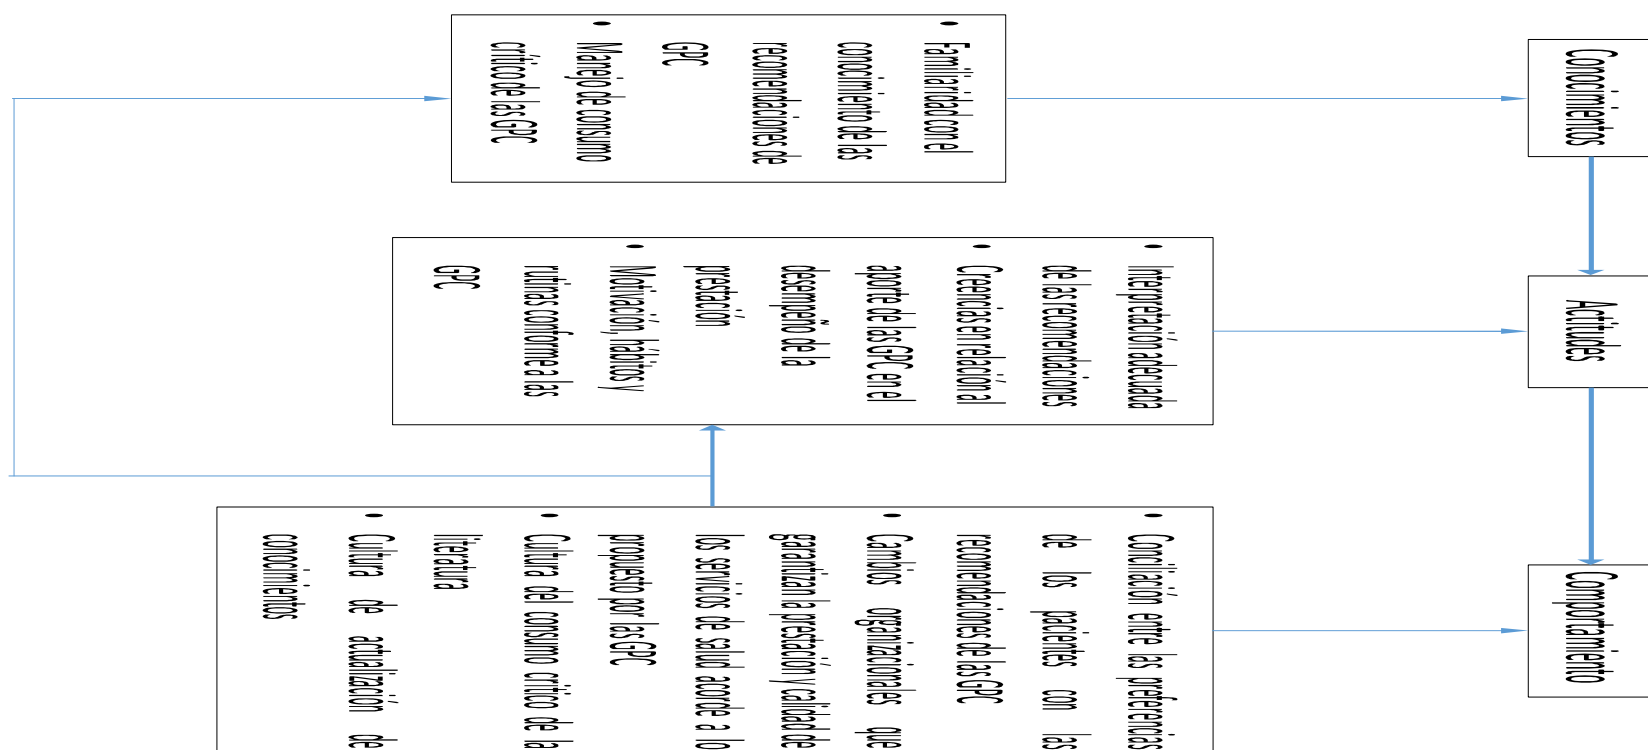 Conocimientos
Actitudes
Comportamiento
• Familiaridad con el
conocimiento de las
recomendaciones de
GPC
• Manejo de consumo
crítico de las GPC
• Interpretación adecuada
de las recomendaciones
• Creencias en relación al
aporte de las GPC en el
desempeño de la
prestación
• Motivación, hábitos y
rutinas conforme a las
GPC
• Conciliación entre las preferencias
de los pacientes con las
recomendaciones de las GPC
• Cambios organizacionales que
garantizan la prestación y calidad de
los servicios de salud acorde a lo
propuesto por las GPC
• Cultura del consumo crítico de la
literatura
• Cultura de actualización de
conocimientos